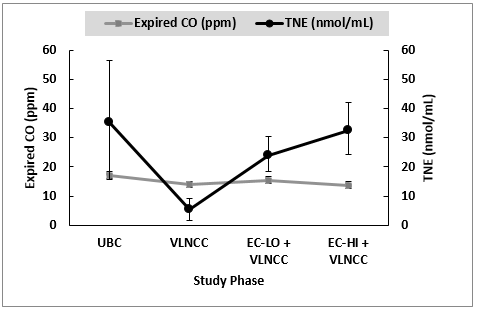 Expired CO (ppm) TNE (nmol/mL)
60 60
50 50
40 40
30 30
20 20
10 10
0 0
Expired CO (ppm)
TNE (nmol/mL)
UBC VLNCC EC-LO + EC-HI +
VLNCC VLNCC
Study Phase